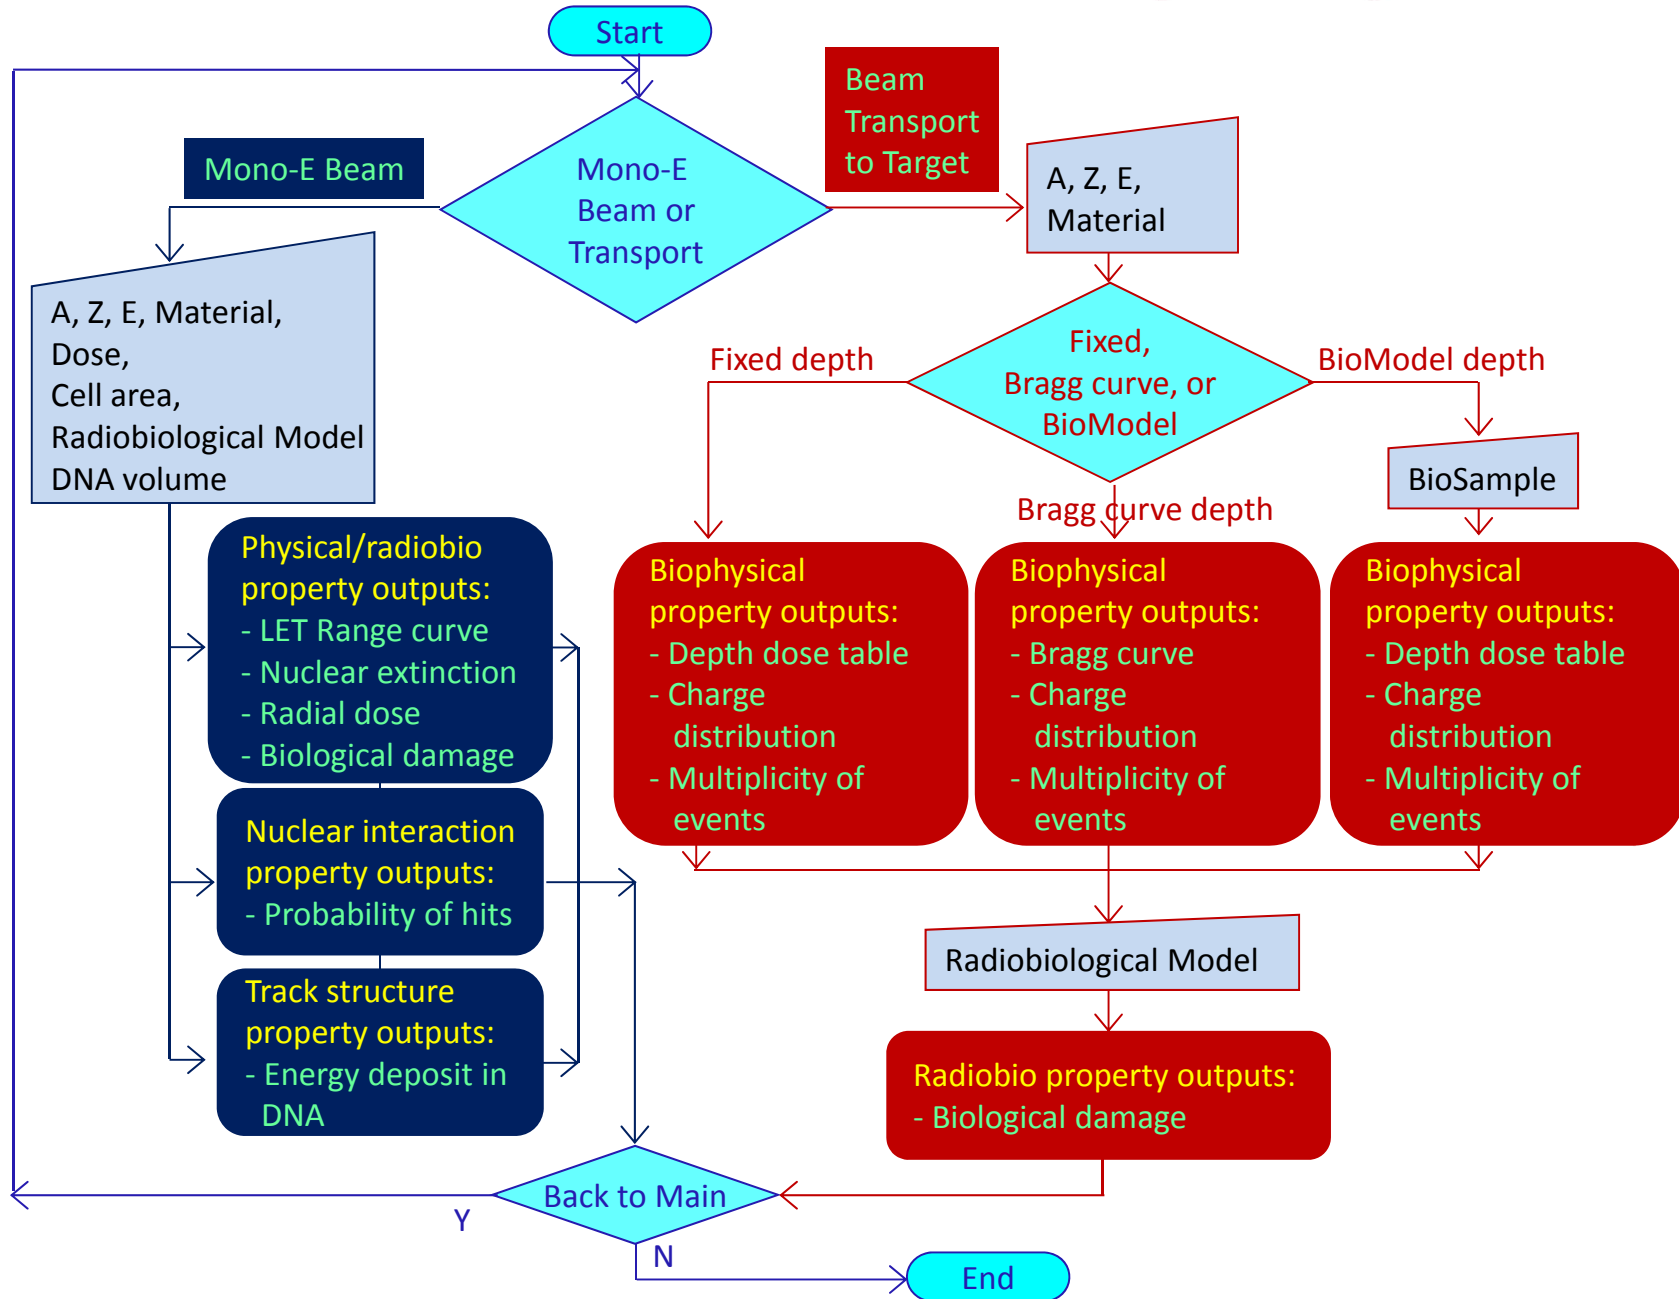 Start
Mono-E Beam
Mono-E
Beam or
Transport
Beam
Transport
to Target
A, Z, E,
Material
A, Z, E, Material,
Dose,
Cell area,
Radiobiological Model
DNA volume
Fixed depth
Fixed,
Bragg curve, or
BioModel
BioModel depth
BioSample
Bragg curve depth
Physical/radiobio
property outputs:
- LET Range curve
- Nuclear extinction
- Radial dose
- Biological damage
Nuclear interaction
property outputs:
- Probability of hits
Track structure
property outputs:
- Energy deposit in
DNA
Biophysical
property outputs:
- Depth dose table
- Charge
distribution
- Multiplicity of
events
Biophysical
property outputs:
- Bragg curve
- Charge
distribution
- Multiplicity of
events
Biophysical
property outputs:
- Depth dose table
- Charge
distribution
- Multiplicity of
events
Radiobiological Model
Radiobio property outputs:
- Biological damage
Back to Main
Y
N
End